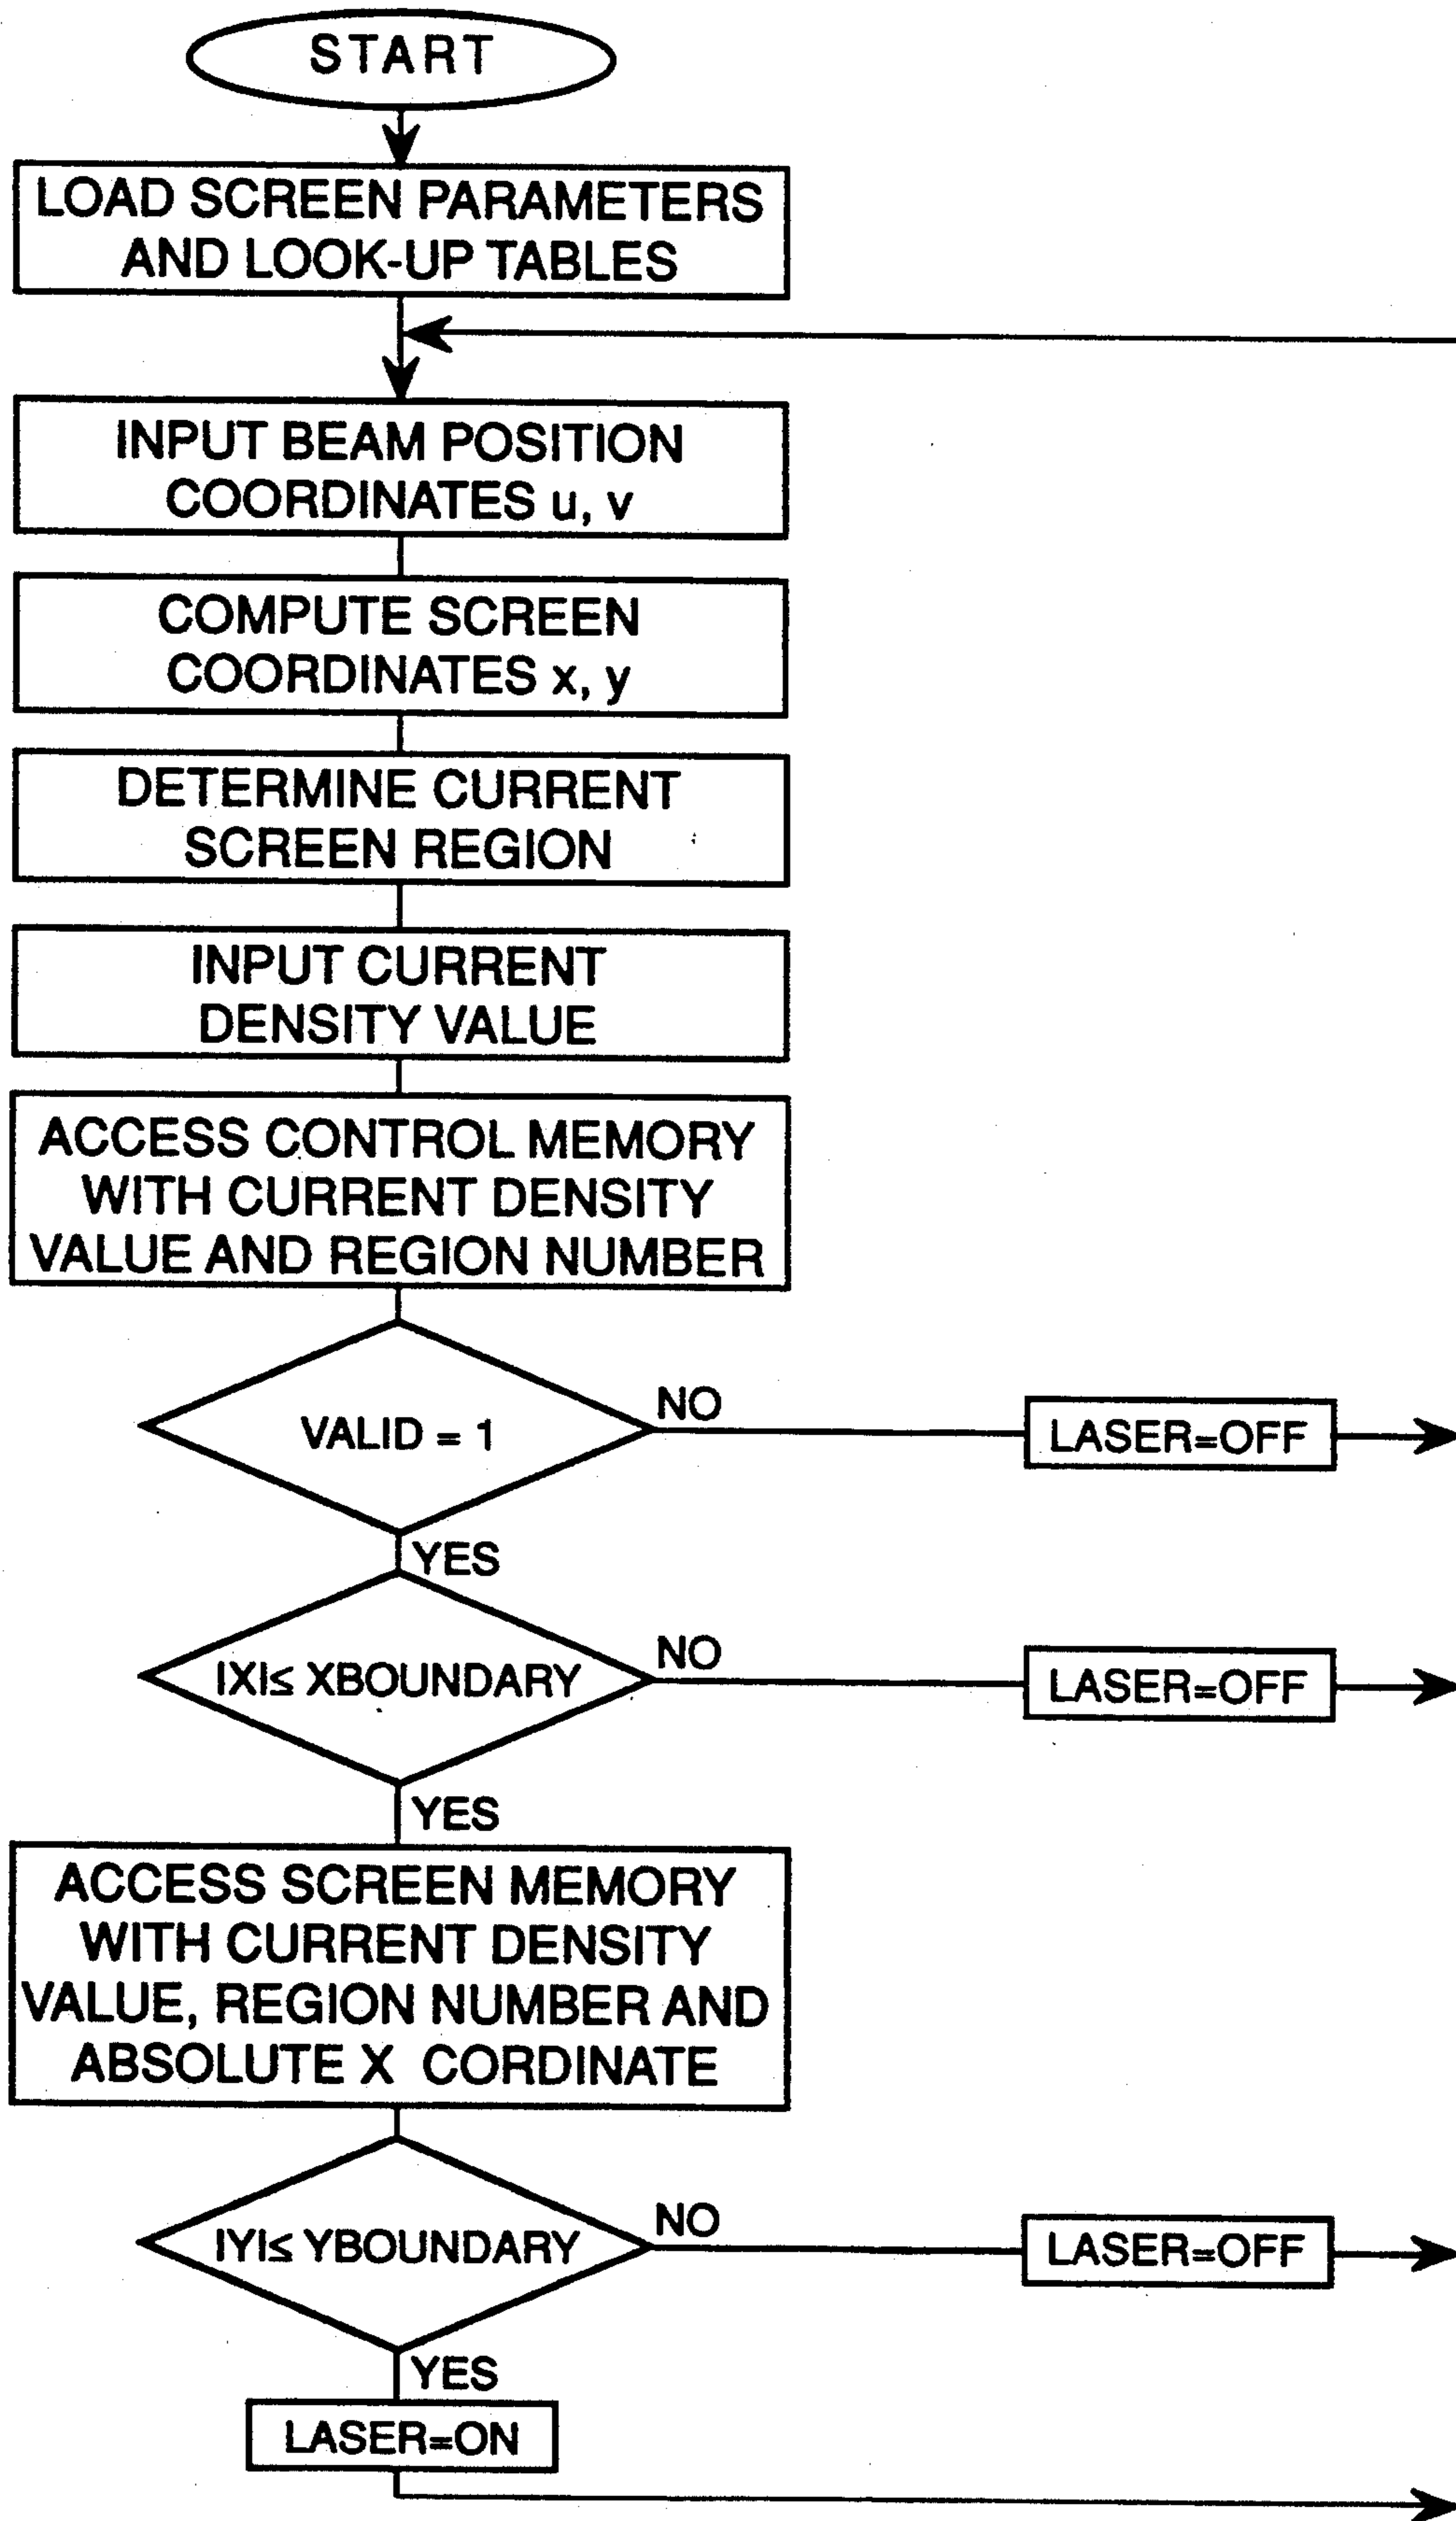 START
LOAD SCREEN PARAMETERS
AND LOOK-UP TABLES
INPUT BEAM POSITION
COORDINATES u, v
COMPUTE SCREEN
COORDINATES x, y
DETERMINE CURRENT
SCREEN REGION
INPUT CURRENT
DENSITY VALUE
ACCESS CONTROL MEMORY
WITH CURRENT DENSITY
VALUE AND REGION NUMBER
VALID = 1
NO
LASER=OFF
YES
|X|≤ XBOUNDARY
NO
LASER=OFF
YES
ACCESS SCREEN MEMORY
WITH CURRENT DENSITY
VALUE, REGION NUMBER AND
ABSOLUTE X CORDINATE
|Y|≤ YBOUNDARY
NO
LASER=OFF
YES
LASER=ON